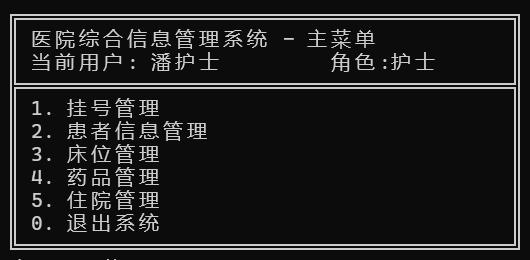 医院综合信息管理系统 - 主菜单
当前用户: 潘护士 角色:护士
1. 挂号管理
2. 患者信息管理
3. 床位管理
4. 药品管理
5. 住院管理
0. 退出系统